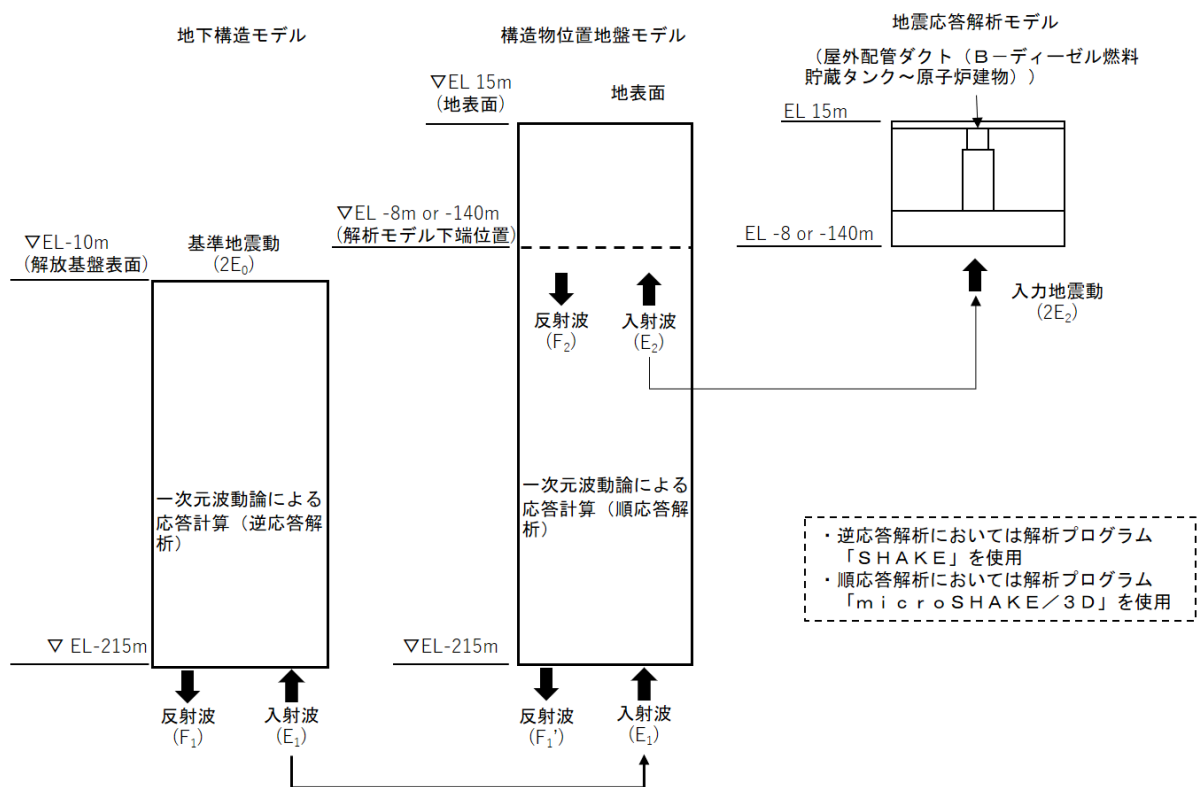 地下構造モデル
▽EL-10m
(解放基盤表面)
基準地震動
(2E₀)
一次元波動論による
応答計算（逆応答解
析）
▽ EL-215m
反射波
(F₁)
入射波
(E₁)
構造物位置地盤モデル
▽EL 15m
(地表面)
地表面
▽EL -8m or -140m
(解析モデル下端位置)
反射波
(F₂)
入射波
(E₂)
一次元波動論による
応答計算（順応答解
析）
▽EL-215m
反射波
(F₁')
入射波
(E₁)
地震応答解析モデル
（屋外配管ダクト（Ｂ－ディーゼル燃料
貯蔵タンク～原子炉建物））
EL 15m
EL -8 or -140m
入力地震動
(2E₂)
・逆応答解析においては解析プログラム
「ＳＨＡＫＥ」を使用
・順応答解析においては解析プログラム
「ｍｉｃｒｏＳＨＡＫＥ／３Ｄ」を使用